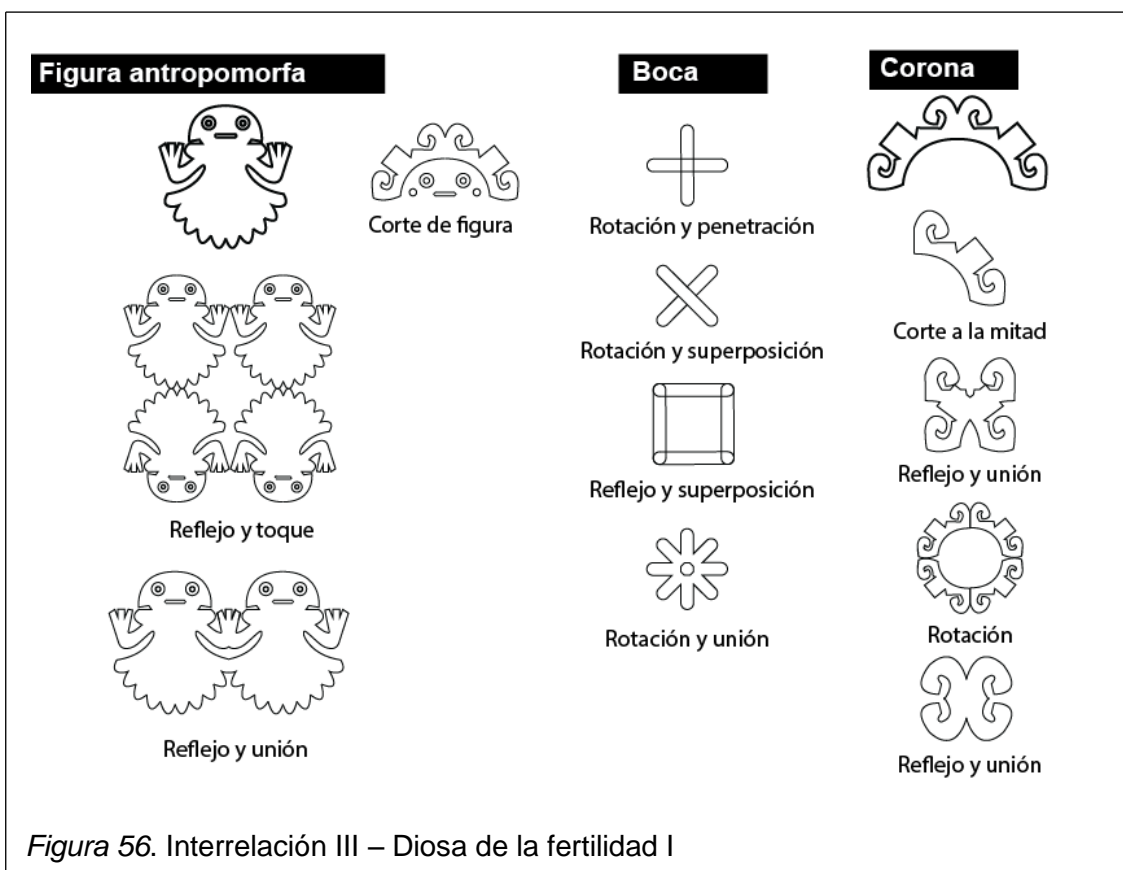 Figura antropomorfa
Corte de figura
Reflejo y toque
Reflejo y unión
Boca
Rotación y penetración
Rotación y superposición
Reflejo y superposición
Rotación y unión
Corona
Corte a la mitad
Reflejo y unión
Rotación
Reflejo y unión
Figura 56. Interrelación III – Diosa de la fertilidad I